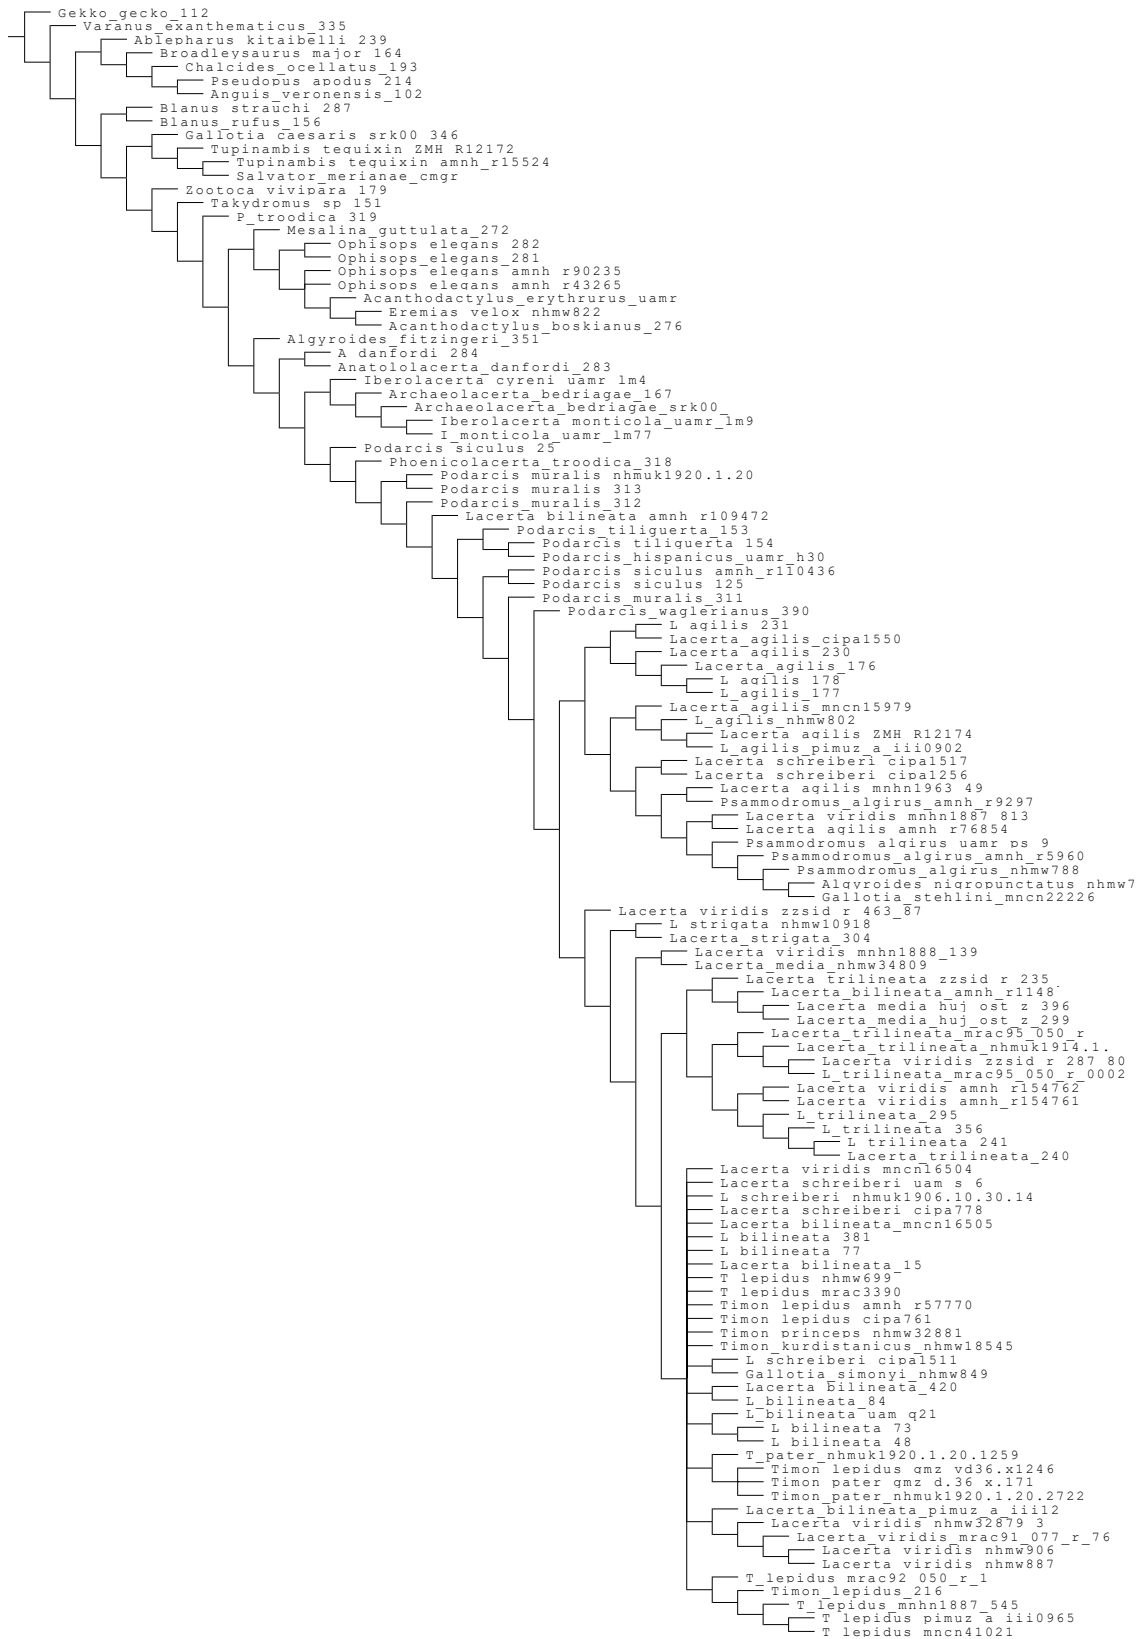 Gekko_gecko_112
Varanus_exanthematicus_335
Ablepharus_kitaibelli_239
Broadleysaurus_major_164
Chalcides_ocellatus_193
Pseudopus_apodus_214
Anguis_veronensis_102
Blanus_strauchi_287
Blanus_rufus_156
Gallotia_caesaris_srk00_346
Tupinambis_teguixin_ZMH_R12172
Tupinambis_teguixin_amnh_r15524
Salvator_merianae_cmgr
Zootoca_vivipara_179
Takydromus_sp_151
P_troodica_319
Mesalina_guttulata_272
Ophisops_elegans_282
Ophisops_elegans_281
Ophisops_elegans_amnh_r90235
Ophisops_elegans_amnh_r43265
Acanthodactylus_erythrurus_uamr
Eremias_velox_nhmw822
Acanthodactylus_boskianus_276
Algyroides_fitzingeri_351
A_danfordi_284
Anatololacerta_danfordi_283
Iberolacerta_cyreni_uamr_lm4
Archaeolacerta_bedriagae_167
Archaeolacerta_bedriagae_srk00_
Iberolacerta_monticola_uamr_lm9
I_monticola_uamr_lm77
Podarcis_siculus_25
Phoenicolacerta_troodica_318
Podarcis_muralis_nhmuk1920.1.20
Podarcis_muralis_313
Podarcis_muralis_312
Lacerta_bilineata_amnh_r109472
Podarcis_tiliguerta_153
Podarcis_tiliguerta_154
Podarcis_hispanicus_uamr_h30
Podarcis_siculus_amnh_r110436
Podarcis_siculus_125
Podarcis_muralis_311
Podarcis_waglerianus_390
L_agilis_231
Lacerta_agilis_cipa1550
Lacerta_agilis_230
Lacerta_agilis_176
L_agilis_178
L_agilis_177
Lacerta_agilis_mncn15979
L_agilis_nhmw802
Lacerta_agilis_ZMH_R12174
L_agilis_pimuz_a_iii0902
Lacerta_schreiberi_cipa1517
Lacerta_schreiberi_cipa1256
Lacerta_agilis_mnhn1963_49
Psammodromus_algirus_amnh_r9297
Lacerta_viridis_mnhn1887_813
Lacerta_agilis_amnh_r76854
Psammodromus_algirus_uamr_ps_9
Psammodromus_algirus_amnh_r5960
Psammodromus_algirus_nhmw788
Algyroides_nigropunctatus_nhmw7
Gallotia_stehlini_mncn22226
Lacerta_viridis_zzsid_r_463_87
L_strigata_nhmw10918
Lacerta_strigata_304
Lacerta_viridis_mnhn1888_139
Lacerta_media_nhmw34809
Lacerta_trilineata_zzsid_r_235
Lacerta_bilineata_amnh_r1148
Lacerta_media_huj_ost_z_396
Lacerta_media_huj_ost_z_299
Lacerta_trilineata_mrac95_050_r
Lacerta_trilineata_nhmuk1914.1.
Lacerta_viridis_zzsid_r_287_80
L_trilineata_mrac95_050_r_0002
Lacerta_viridis_amnh_r154762
Lacerta_viridis_amnh_r154761
L_trilineata_295
L_trilineata_356
L_trilineata_241
Lacerta_trilineata_240
Lacerta_viridis_mncn16504
Lacerta_schreiberi_uam_s_6
L_schreiberi_nhmuk1906.10.30.14
Lacerta_schreiberi_cipa778
Lacerta_bilineata_mncn16505
L_bilineata_381
L_bilineata_77
Lacerta_bilineata_15
T_lepidus_nhmw699
T_lepidus_mrac3390
Timon_lepidus_amnh_r57770
Timon_lepidus_cipa761
Timon_princeps_nhmw32881
Timon_kurdistanicus_nhmw18545
L_schreiberi_cipa1511
Gallotia_simonyi_nhmw849
Lacerta_bilineata_420
L_bilineata_84
L_bilineata_uam_q21
L_bilineata_73
L_bilineata_48
T_pater_nhmuk1920.1.20.1259
Timon_lepidus_gmz_vd36.x1246
Timon_pater_gmz_d.36_x.171
Timon_pater_nhmuk1920.1.20.2722
Lacerta_bilineata_pimuz_a_iii12
Lacerta_viridis_nhmw32879_3
Lacerta_viridis_mrac91_077_r_76
Lacerta_viridis_nhmw906
Lacerta_viridis_nhmw887
T_lepidus_mrac92_050_r_1
Timon_lepidus_216
T_lepidus_mnhn1887_545
T_lepidus_pimuz_a_iii0965
T_lepidus_mncn41021